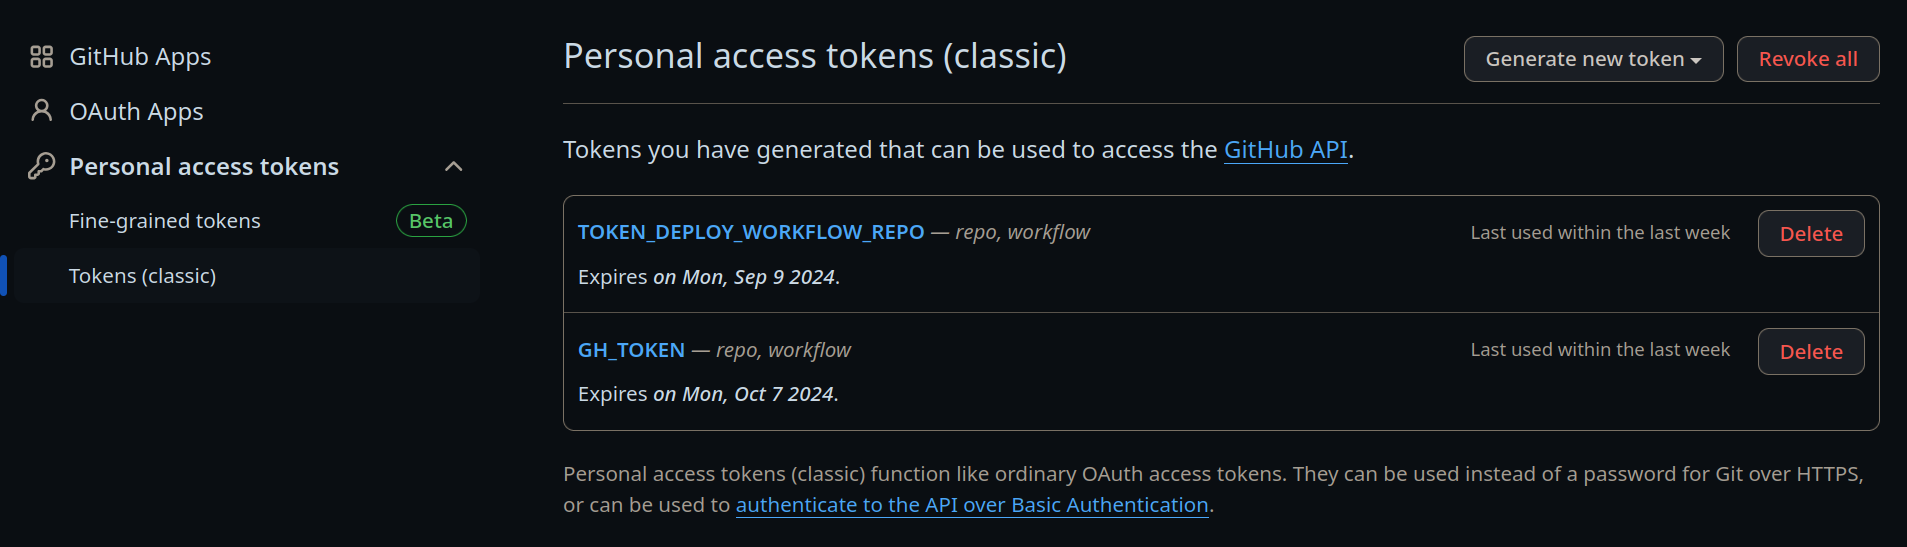 GitHub Apps
OAuth Apps
Personal access tokens
Fine-grained tokens Beta
Tokens (classic)
Personal access tokens (classic)
Generate new token
Revoke all
Tokens you have generated that can be used to access the GitHub API.
TOKEN_DEPLOY_WORKFLOW_REPO — repo, workflow
Last used within the last week
Delete
Expires on Mon, Sep 9 2024.
GH_TOKEN — repo, workflow
Last used within the last week
Delete
Expires on Mon, Oct 7 2024.
Personal access tokens (classic) function like ordinary OAuth access tokens. They can be used instead of a password for Git over HTTPS,
or can be used to authenticate to the API over Basic Authentication.